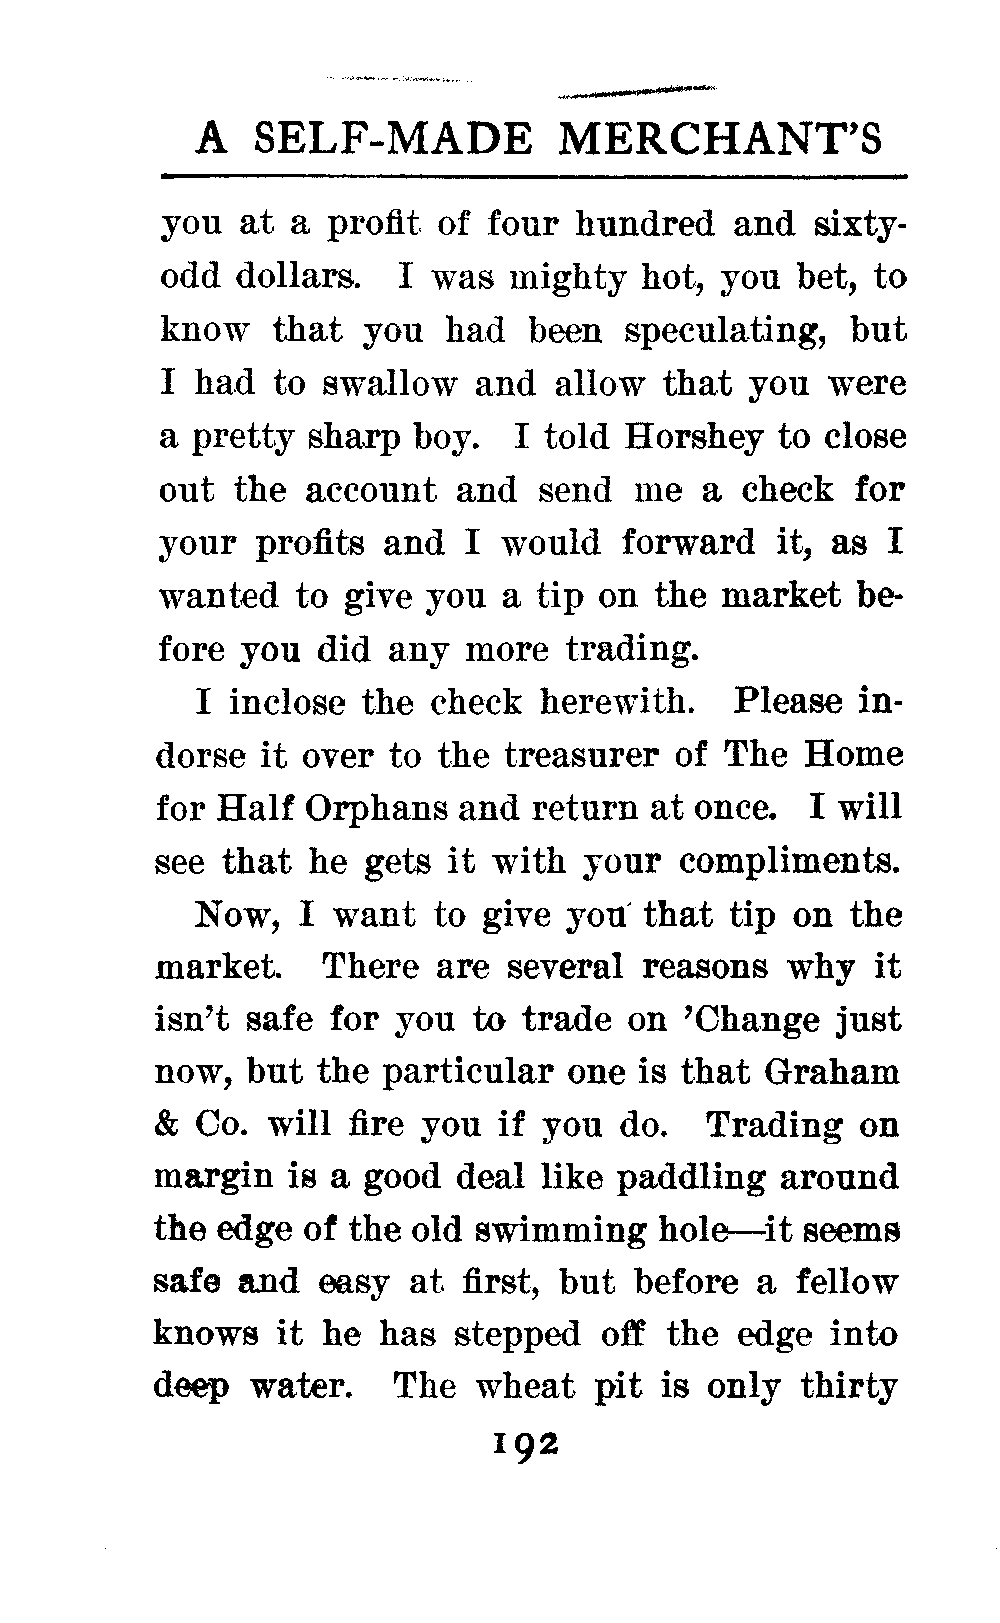 A SELF-MADE MERCHANT'S
you at a profit of four hundred and sixty-
odd dollars. I was mighty hot, you bet, to
know that you had been speculating, but
I had to swallow and allow that you were
a pretty sharp boy. I told Horshey to close
out the account and send me a check for
your profits and I would forward it, as I
wanted to give you a tip on the market be-
fore you did any more trading.
I inclose the check herewith. Please in-
dorse it over to the treasurer of The Home
for Half Orphans and return at once. I will
see that he gets it with your compliments.
Now, I want to give you that tip on the
market. There are several reasons why it
isn't safe for you to trade on 'Change just
now, but the particular one is that Graham
& Co. will fire you if you do. Trading on
margin is a good deal like paddling around
the edge of the old swimming hole—it seems
safe and easy at first, but before a fellow
knows it he has stepped off the edge into
deep water. The wheat pit is only thirty
192